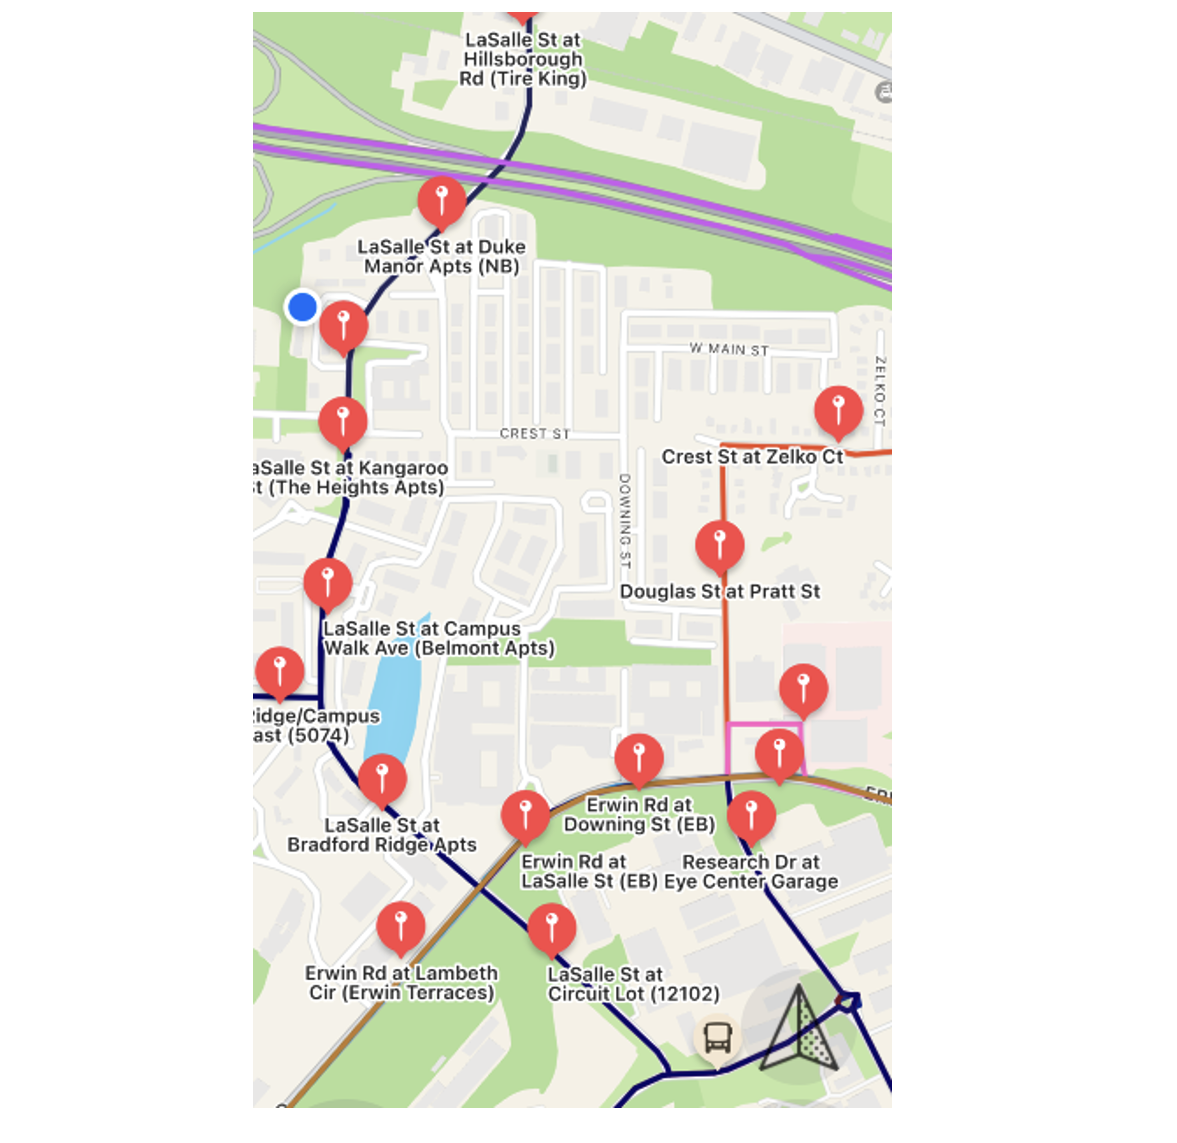 LaSalle St at
Hillsborough
Rd (Tire King)
LaSalle St at Duke
Manor Apts (NB)
W MAIN ST
ZELKO CT
CREST ST
Crest St at Zelko Ct
aSalle St at Kangaroo
St (The Heights Apts)
DOWNING ST
Douglas St at Pratt St
LaSalle St at Campus
Walk Ave (Belmont Apts)
Ridge/Campus
ast (5074)
Erwin Rd at
Downing St (EB)
LaSalle St at
Bradford Ridge Apts
Erwin Rd at
LaSalle St (EB)
Research Dr at
Eye Center Garage
Erwin Rd at Lambeth
Cir (Erwin Terraces)
LaSalle St at
Circuit Lot (12102)